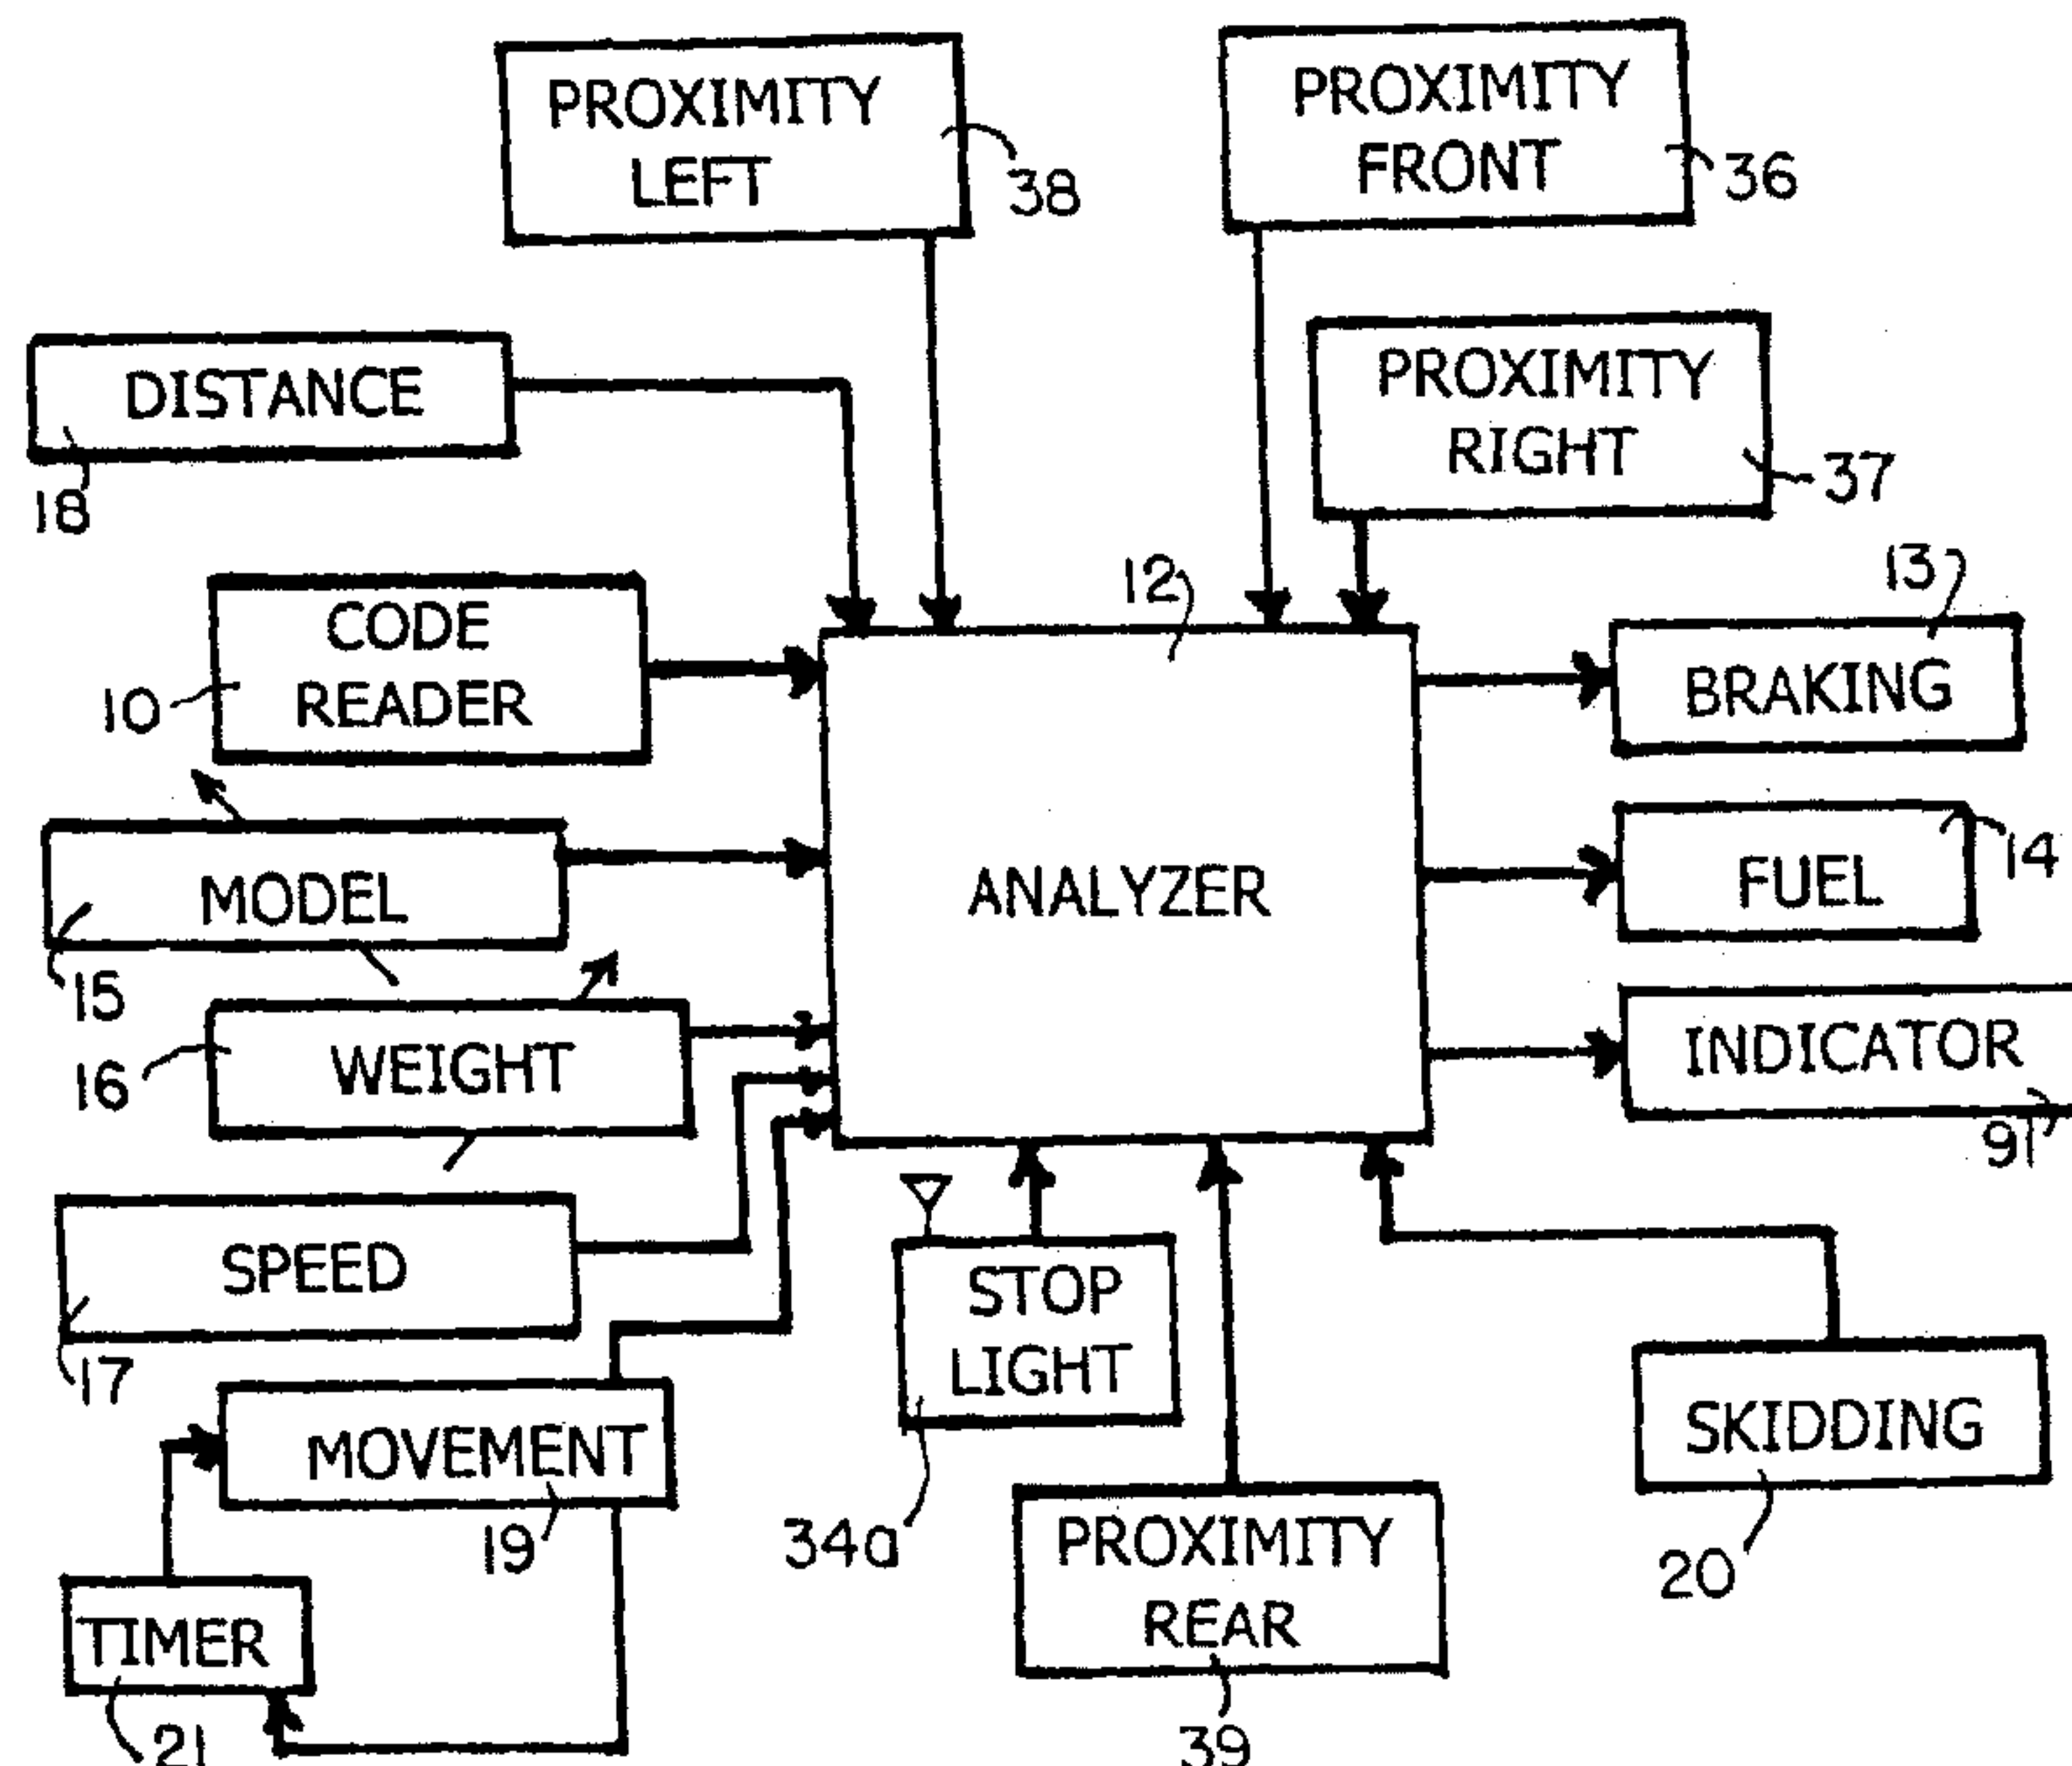 PROXIMITY
LEFT
38
PROXIMITY
FRONT
36
DISTANCE
18
PROXIMITY
RIGHT
37
CODE
READER
10
12
13
BRAKING
MODEL
15
ANALYZER
FUEL
14
WEIGHT
16
INDICATOR
91
SPEED
17
STOP
LIGHT
34a
MOVEMENT
19
SKIDDING
20
TIMER
21
PROXIMITY
REAR
39